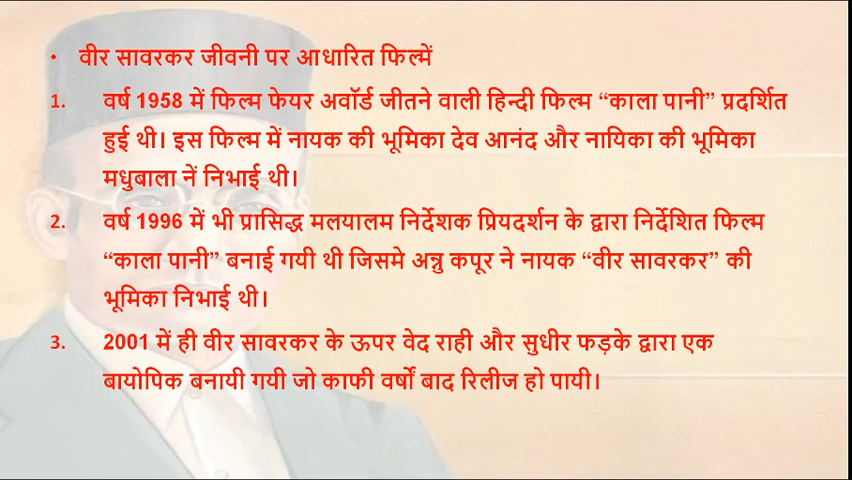 • वीर सावरकर जीवनी पर आधारित फिल्में
1. वर्ष 1958 में फिल्म फेयर अवॉर्ड जीतने वाली हिन्दी फिल्म “काला पानी” प्रदर्शित
हुई थी। इस फिल्म में नायक की भूमिका देव आनंद और नायिका की भूमिका
मधुबाला नें निभाई थी।
2. वर्ष 1996 में भी प्रासिद्ध मलयालम निर्देशक प्रियदर्शन के द्वारा निर्देशित फिल्म
“काला पानी” बनाई गयी थी जिसमे अन्नु कपूर ने नायक “वीर सावरकर” की
भूमिका निभाई थी।
3. 2001 में ही वीर सावरकर के ऊपर वेद राही और सुधीर फड़के द्वारा एक
बायोपिक बनायी गयी जो काफी वर्षों बाद रिलीज हो पायी।